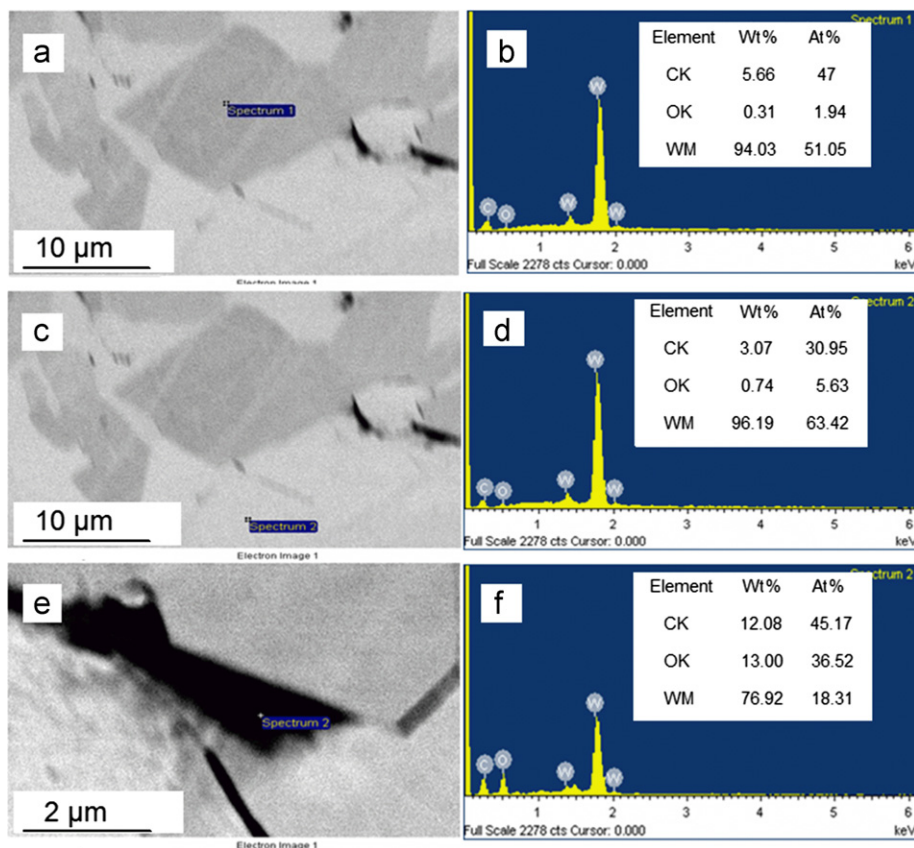 a
Spectrum 1
10 µm
Electron Image 1
b
Spectrum 1
Element Wt% At%
CK 5.66 47
OK 0.31 1.94
WM 94.03 51.05
W
C O W W
1 2 3 4 5 6
Full Scale 2278 cts Cursor: 0.000 keV
c
Spectrum 2
10 µm
Electron Image 1
d
Spectrum 2
Element Wt% At%
CK 3.07 30.95
OK 0.74 5.63
WM 96.19 63.42
W
C O W W
1 2 3 4 5 6
Full Scale 2278 cts Cursor: 0.000 keV
e
Spectrum 2
2 µm
Electron Image 1
f
Spectrum 2
Element Wt% At%
CK 12.08 45.17
OK 13.00 36.52
WM 76.92 18.31
W
C O W W
1 2 3 4 5 6
Full Scale 2278 cts Cursor: 0.000 keV